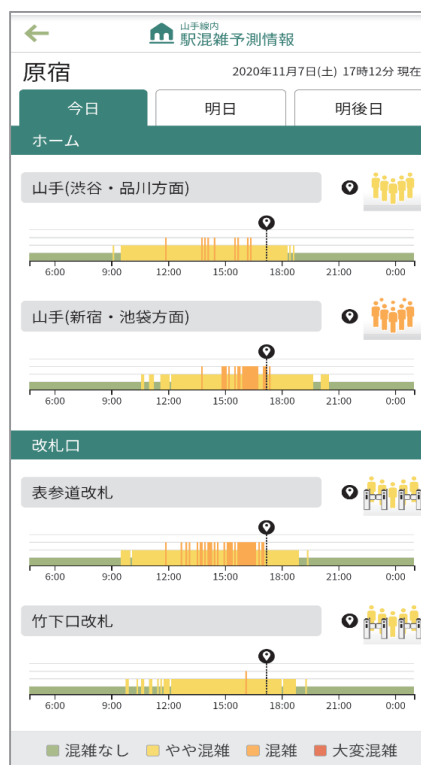 山手線内
駅混雑予測情報
原宿
2020年11月7日(土) 17時12分 現在
今日 明日 明後日
ホーム
山手(渋谷・品川方面)
6:00 9:00 12:00 15:00 18:00 21:00 0:00
山手(新宿・池袋方面)
6:00 9:00 12:00 15:00 18:00 21:00 0:00
改札口
表参道改札
6:00 9:00 12:00 15:00 18:00 21:00 0:00
竹下口改札
6:00 9:00 12:00 15:00 18:00 21:00 0:00
混雑なし やや混雑 混雑 大変混雑